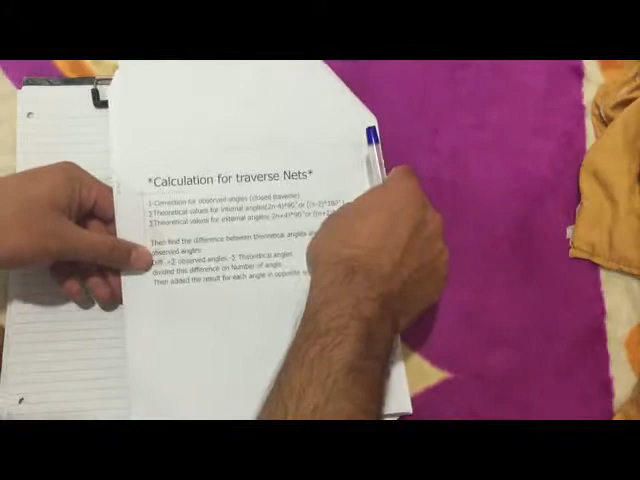 *Calculation for traverse Nets*
1-Correction for observed angles (closed traverse)
∑Theoretical values for internal angles(2n-4)*90°or [(n-2)*180°]
∑Theoretical values for external angles( 2n+4)*90°or [(n+2)
Then find the difference between theoretical angles
observed angles
Diff. =∑ observed angles -∑ Theoretical angles
divided this difference on Number of angle
Then added the result for each angle in opposite